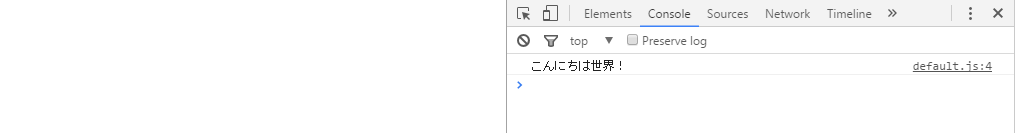 Elements Console Sources Network Timeline »
top ▼ Preserve log
こんにちは世界！ default.js:4
>